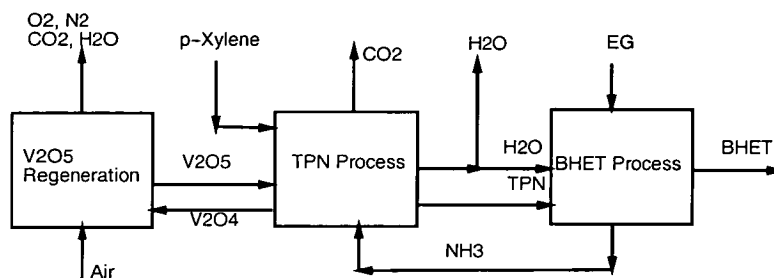 O2, N2
CO2, H2O
p-Xylene
CO2
H2O
EG
V2O5
Regeneration
V2O5
V2O4
TPN Process
H2O
TPN
BHET Process
BHET
NH3
Air